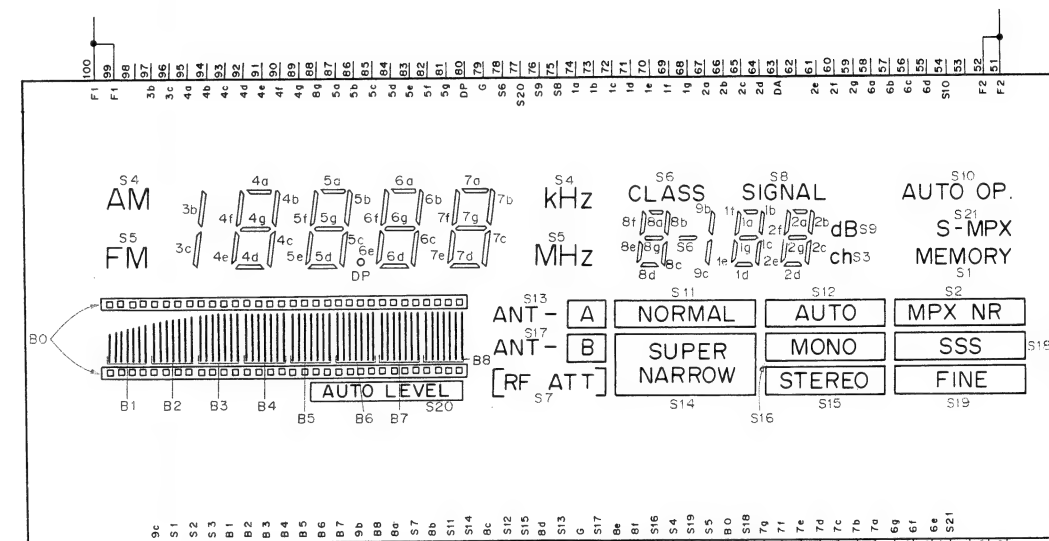 100 99 98 97 96 95 94 93 92 91 90 89 88 87 86 85 84 83 82 81 80 79 78 77 76 75 74 73 72 71 70 69 68 67 66 65 64 63 62 61 60 59 58 57 56 55 54 53 52 51
F1 F1 3b 3c 4a 4b 4c 4d 4e 4f 4g 8g 5a 5b 5c 5d 5e 5f 5g DP G S6 S20 S9 S8 1a 1b 1c 1d 1e 1f 1g 2a 2b 2c 2d DA 2e 2f 2g 6a 6b 6c 6d S10 F2 F2
S4 4a 5a 6a 7a S4 S6 S8 S10
AM kHz CLASS SIGNAL AUTO OP.
3b 4f 4g 4b 5f 5g 5b 6f 6g 6b 7f 7g 7b 8f 8a 8b 9b 1f 1a 1b 2f 2a 2b dB S9 S21
S-MPX
S5 S5
FM MHz MEMORY
3c 4e 4d 4c 5e 5d 5c 6e 6d 6c 7e 7d 7c 8e 8g 8d 8c S6 9c 1e 1g 1d 1c 2e 2g 2d 2c ch S3 S1
DP
S13 S11 S12 S2
ANT- A NORMAL AUTO MPX NR
S17
B0 ANT- B SUPER MONO SSS S18
B8
AUTO LEVEL [RF ATT] NARROW STEREO FINE
B1 B2 B3 B4 S20 S7 S14 S15 S19
B5 B6 B7 S16
9c S1 S2 S3 B1 B2 B3 B4 B5 B6 B7 9b B8 8a S7 8b S11 S14 8c S12 S15 8d S13 G S17 8e 8f S16 S4 S19 S5 B0 S18 7g 7f 7e 7d 7c 7b 7a 6g 6f 6e S21